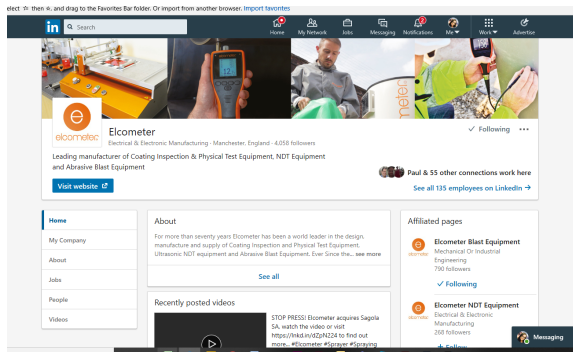 elect ☆ then ✮, and drag to the Favorites Bar folder. Or import from another browser. Import favorites
in
Search
Home
My Network
Jobs
Messaging
2
Notifications
Me
Work
Advertise
elcometer
elcometer
Elcometer
Electrical & Electronic Manufacturing · Manchester, England · 4,058 followers
✓ Following
Leading manufacturer of Coating Inspection & Physical Test Equipment, NDT Equipment
and Abrasive Blast Equipment
Paul & 55 other connections work here
Visit website
See all 135 employees on LinkedIn →
Home
My Company
About
Jobs
People
Videos
About
For more than seventy years Elcometer has been a world leader in the design,
manufacture and supply of Coating Inspection and Physical Test Equipment,
Ultrasonic NDT equipment and Abrasive Blast Equipment. Ever Since the... see more
See all
Recently posted videos
STOP PRESS! Elcometer acquires Sagola
SA, watch the video or visit
https://lnkd.in/dZpN224 to find out
more... #Elcometer #Sprayer #Spraying
Affiliated pages
elcometer
Elcometer Blast Equipment
Mechanical Or Industrial
Engineering
790 followers
✓ Following
elcometer
Elcometer NDT Equipment
Electrical & Electronic
Manufacturing
268 followers
+ Follow
Messaging